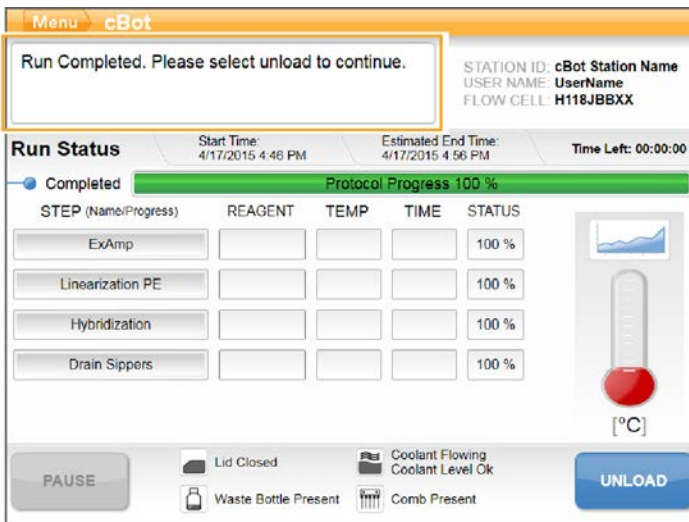 Menu cBot
Run Completed. Please select unload to continue.
STATION ID: cBot Station Name
USER NAME: UserName
FLOW CELL: H118JBBXX
Run Status
Start Time:
4/17/2015 4:46 PM
Estimated End Time:
4/17/2015 4:56 PM
Time Left: 00:00:00
Completed
Protocol Progress 100 %
STEP (Name/Progress) REAGENT TEMP TIME STATUS
ExAmp 100 %
Linearization PE 100 %
Hybridization 100 %
Drain Sippers 100 %
[°C]
PAUSE
Lid Closed
Coolant Flowing
Coolant Level Ok
Waste Bottle Present
Comb Present
UNLOAD